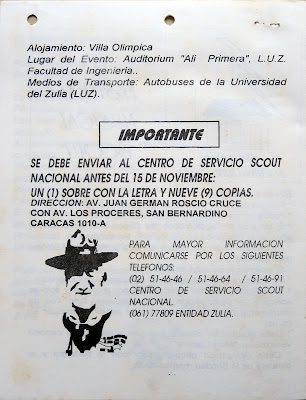 Alojamiento: Villa Olimpica
Lugar del Evento: Auditorium "Ali Primera", L.U.Z.
Facultad de Ingenieria..
Medios de Transporte: Autobuses de la Universidad
del Zulia (LUZ).
IMPORTANTE
SE DEBE ENVIAR AL CENTRO DE SERVICIO SCOUT
NACIONAL ANTES DEL 15 DE NOVIEMBRE:
UN (1) SOBRE CON LA LETRA Y NUEVE (9) COPIAS.
DIRECCION: AV. JUAN GERMAN ROSCIO CRUCE
CON AV. LOS PROCERES, SAN BERNARDINO
CARACAS 1010-A
PARA MAYOR INFORMACION
COMUNICARSE POR LOS SIGUIENTES
TELEFONOS:
(02) 51-46-46 / 51-46-64 / 51-46-91
CENTRO DE SERVICIO SCOUT
NACIONAL.
(061) 77809 ENTIDAD ZULIA.